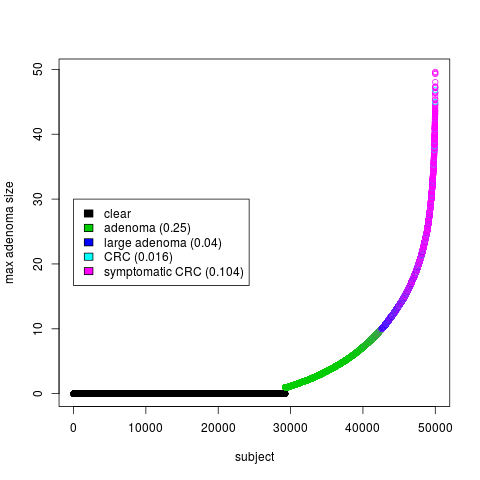 50
40
30
20
10
0
max adenoma size
clear
adenoma (0.25)
large adenoma (0.04)
CRC (0.016)
symptomatic CRC (0.104)
0 10000 20000 30000 40000 50000
subject